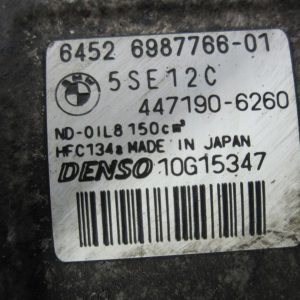 6452 6987766-01
5SE12C
447190-6260
ND-OIL8 150cm³
HFC134a MADE IN JAPAN
DENSO 10G15347